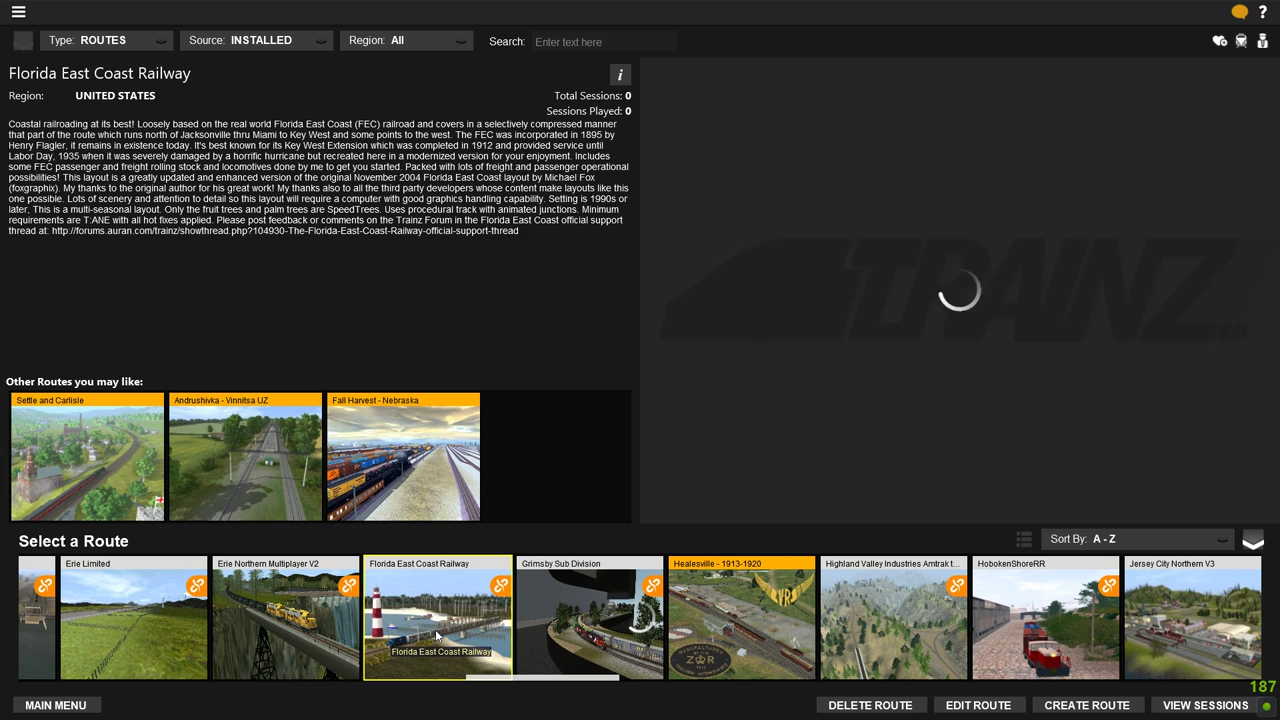 ?
Type: ROUTES
Source: INSTALLED
Region: All
Search: Enter text here
Florida East Coast Railway
i
Region: UNITED STATES
Total Sessions: 0
Sessions Played: 0
Coastal railroading at its best! Loosely based on the real world Florida East Coast (FEC) railroad and covers in a selectively compressed manner
that part of the route which runs north of Jacksonville thru Miami to Key West and some points to the west. The FEC was incorporated in 1895 by
Henry Flagler, it remains in existence today. It's best known for its Key West Extension which was completed in 1912 and provided service until
Labor Day, 1935 when it was severely damaged by a horrific hurricane but recreated here in a modernized version for your enjoyment. Includes
some FEC passenger and freight rolling stock and locomotives done by me to get you started. Packed with lots of freight and passenger operational
possibilities! This layout is a greatly updated and enhanced version of the original November 2004 Florida East Coast layout by Michael Fox
(foxgraphix). My thanks to the original author for his great work! My thanks also to all the third party developers whose content make layouts like this
one possible. Lots of scenery and attention to detail so this layout will require a computer with good graphics handling capability. Setting is 1990s or
later, This is a multi-seasonal layout. Only the fruit trees and palm trees are SpeedTrees. Uses procedural track with animated junctions. Minimum
requirements are T:ANE with all hot fixes applied. Please post feedback or comments on the Trainz Forum in the Florida East Coast official support
thread at: http://forums.auran.com/trainz/showthread.php?104930-The-Florida-East-Coast-Railway-official-support-thread
TRAINZ
Other Routes you may like:
Settle and Carlisle
Andrushivka - Vinnitsa UZ
Fall Harvest - Nebraska
Select a Route
Sort By: A - Z
Erie Limited
Erie Northern Multiplayer V2
Florida East Coast Railway
Grimsby Sub Division
Healesville - 1913-1920
Highland Valley Industries Amtrak t...
HobokenShoreRR
Jersey City Northern V3
VR
Florida East Coast Railway
187
MAIN MENU
DELETE ROUTE
EDIT ROUTE
CREATE ROUTE
VIEW SESSIONS